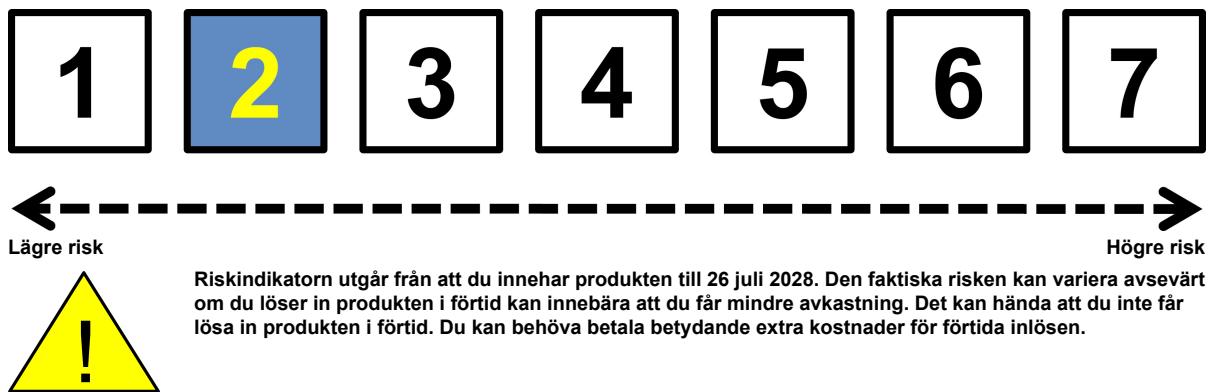 1 2 3 4 5 6 7
Lägre risk Högre risk
Riskindikatorn utgår från att du innehar produkten till 26 juli 2028. Den faktiska risken kan variera avsevärt
om du löser in produkten i förtid kan innebära att du får mindre avkastning. Det kan hända att du inte får
lösa in produkten i förtid. Du kan behöva betala betydande extra kostnader för förtida inlösen.
!